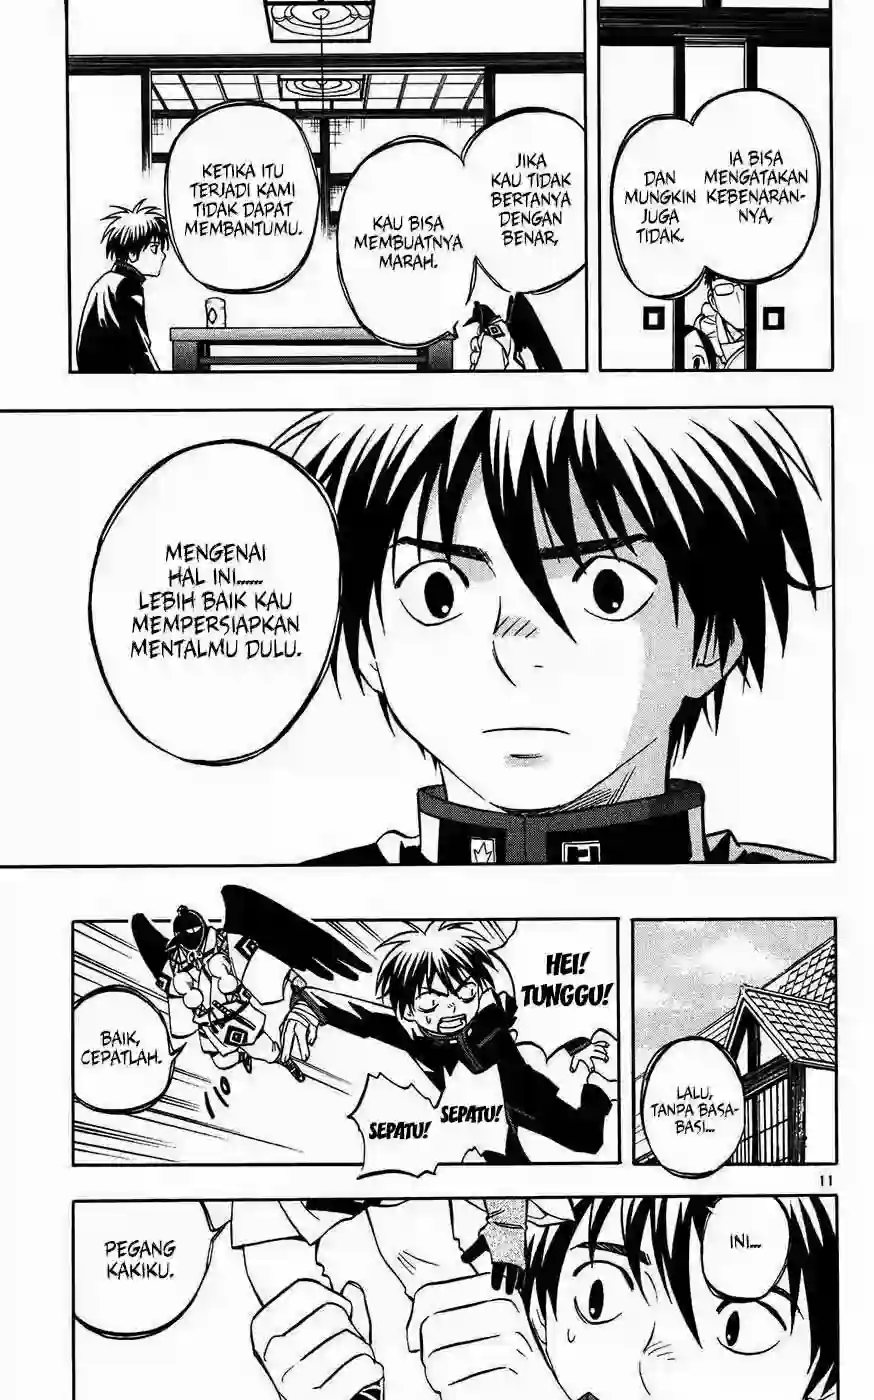 IA BISA
MENGATAKAN
KEBENARAN-
NYA,
DAN
MUNGKIN
JUGA
TIDAK.
JIKA
KAU TIDAK
BERTANYA
DENGAN
BENAR,
KAU BISA
MEMBUATNYA
MARAH.
KETIKA ITU
TERJADI KAMI
TIDAK DAPAT
MEMBANTUMU.
MENGENAI
HAL INI......
LEBIH BAIK KAU
MEMPERSIAPKAN
MENTALMU DULU.
LALU,
TANPA BASA-
BASI...
HEI!
TUNGGU!
SEPATU!
SEPATU!
BAIK,
CEPATLAH.
11
INI...
PEGANG
KAKIKU.